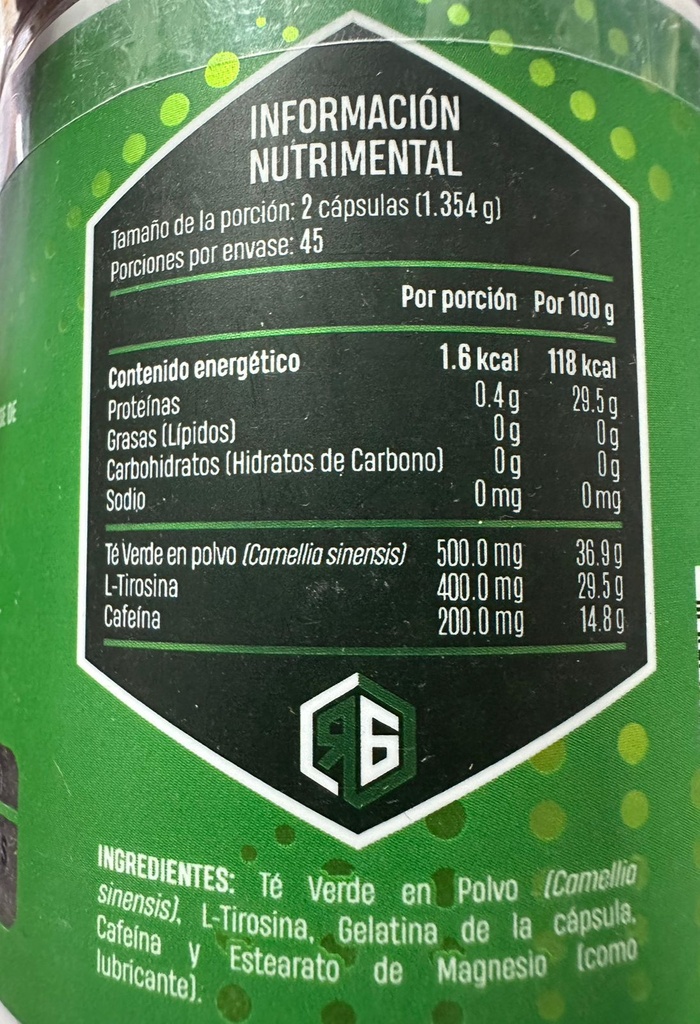 INFORMACIÓN
NUTRIMENTAL
Tamaño de la porción: 2 cápsulas (1.354 g)
Porciones por envase: 45
Por porción Por 100 g
Contenido energético 1.6 kcal 118 kcal
Proteínas 0.4 g 29.5 g
Grasas (Lípidos) 0 g 0 g
Carbohidratos (Hidratos de Carbono) 0 g 0 g
Sodio 0 mg 0 mg
Té Verde en polvo (Camellia sinensis) 500.0 mg 36.9 g
L-Tirosina 400.0 mg 29.5 g
Cafeína 200.0 mg 14.8 g
INGREDIENTES: Té Verde en Polvo (Camellia
sinensis), L-Tirosina, Gelatina de la cápsula,
Cafeína y Estearato de Magnesio (como
lubricante).